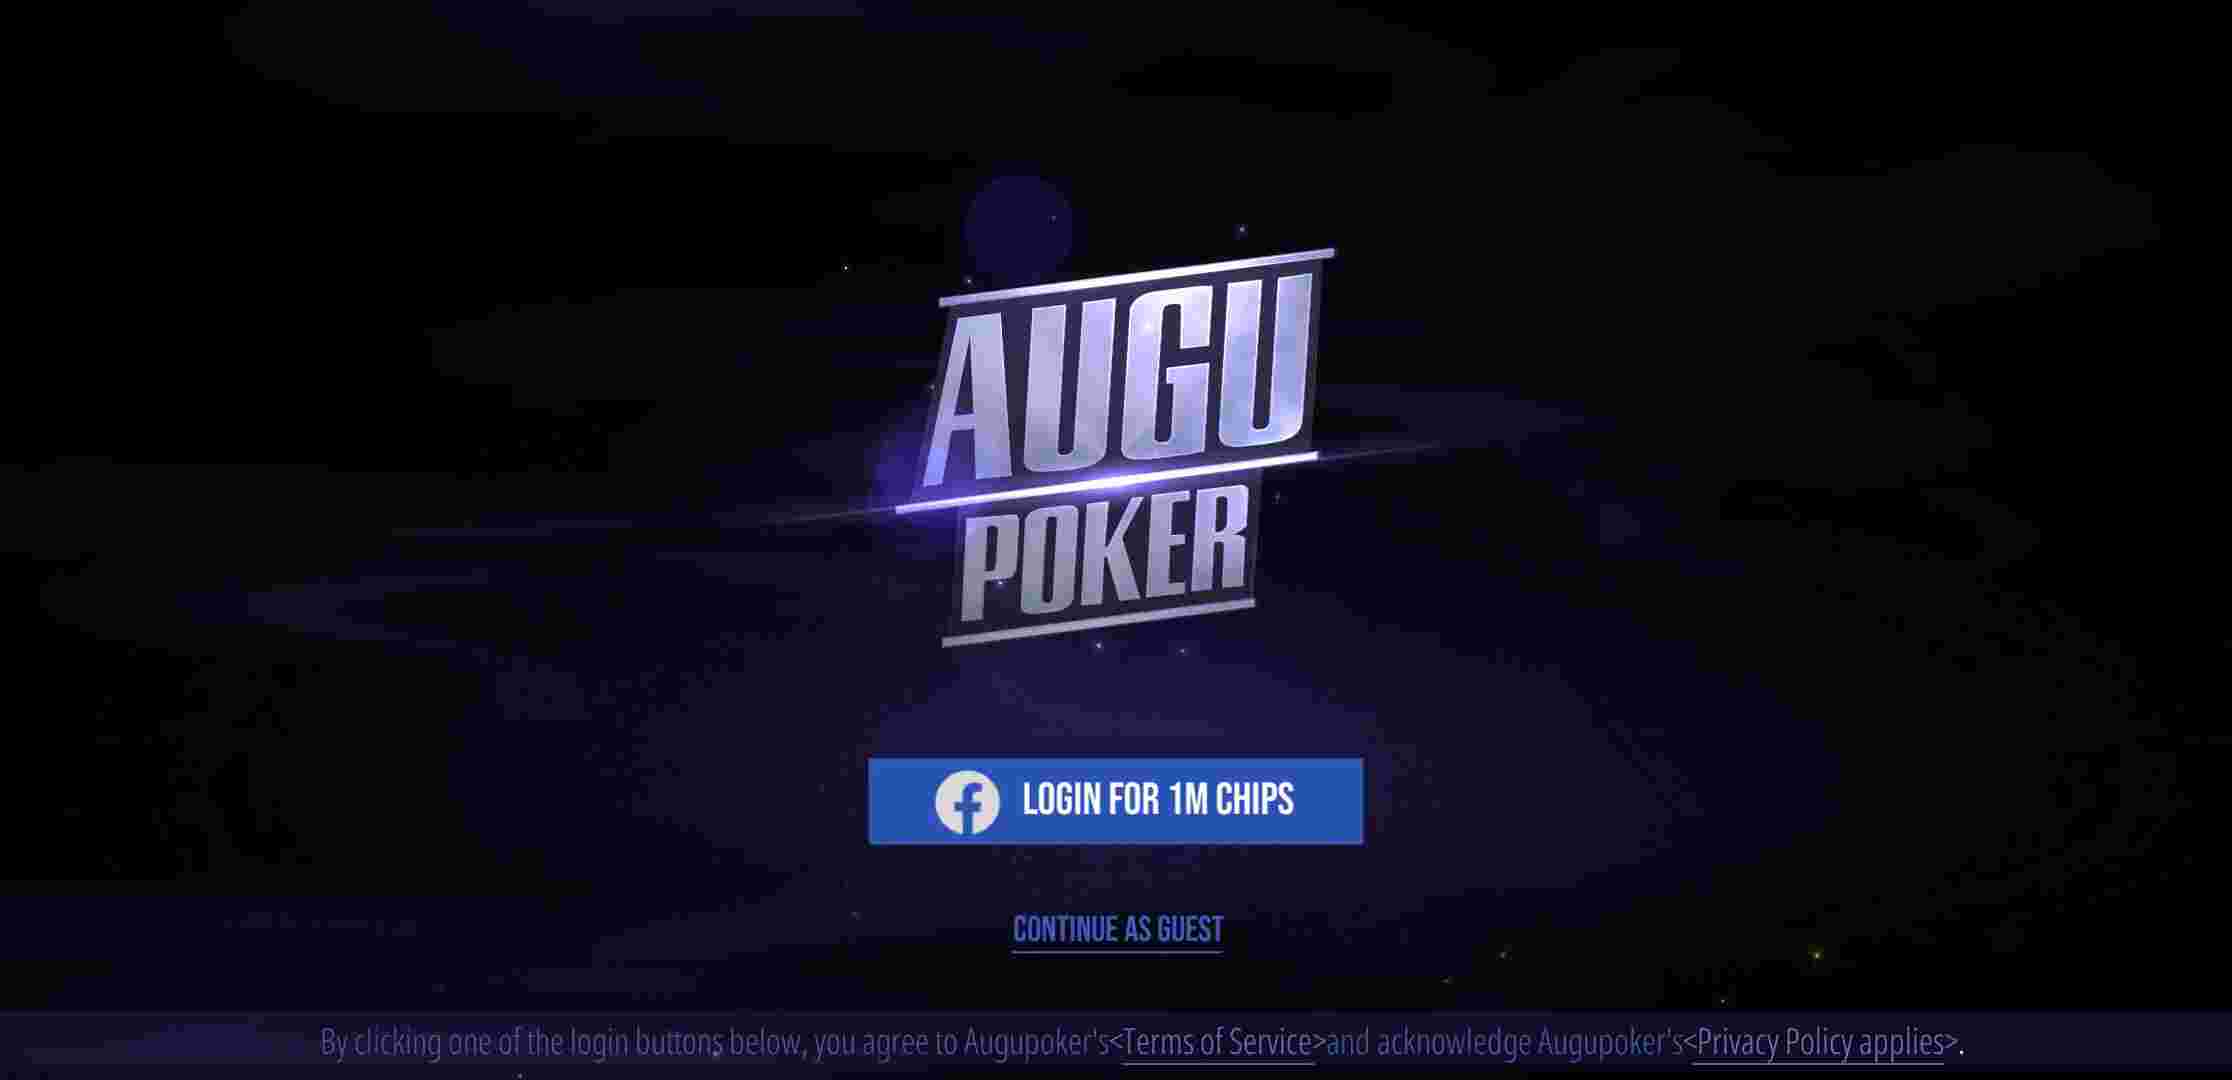 AUGU
POKER
LOGIN FOR 1M CHIPS
CONTINUE AS GUEST
By clicking one of the login buttons below, you agree to Augupoker's<Terms of Service>and acknowledge Augupoker's<Privacy Policy applies>.